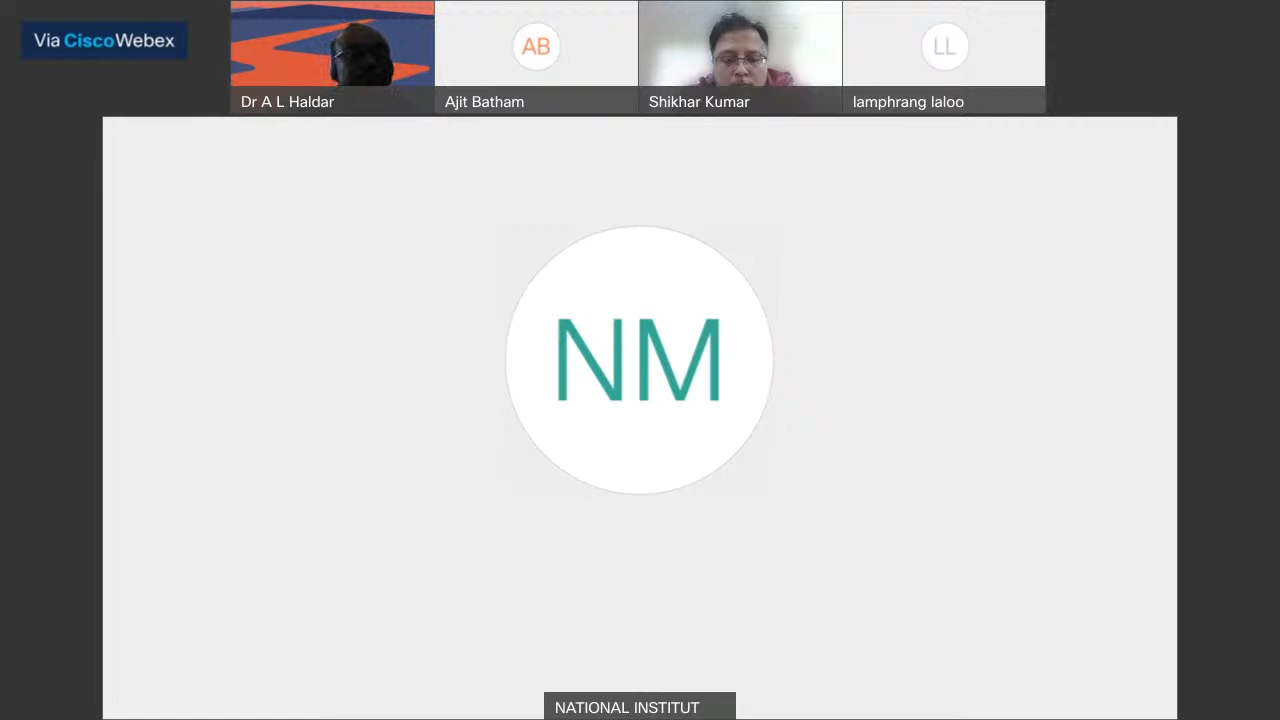 Via CiscoWebex
AB
LL
Dr A L Haldar
Ajit Batham
Shikhar Kumar
lamphrang laloo
NM
NATIONAL INSTITUT